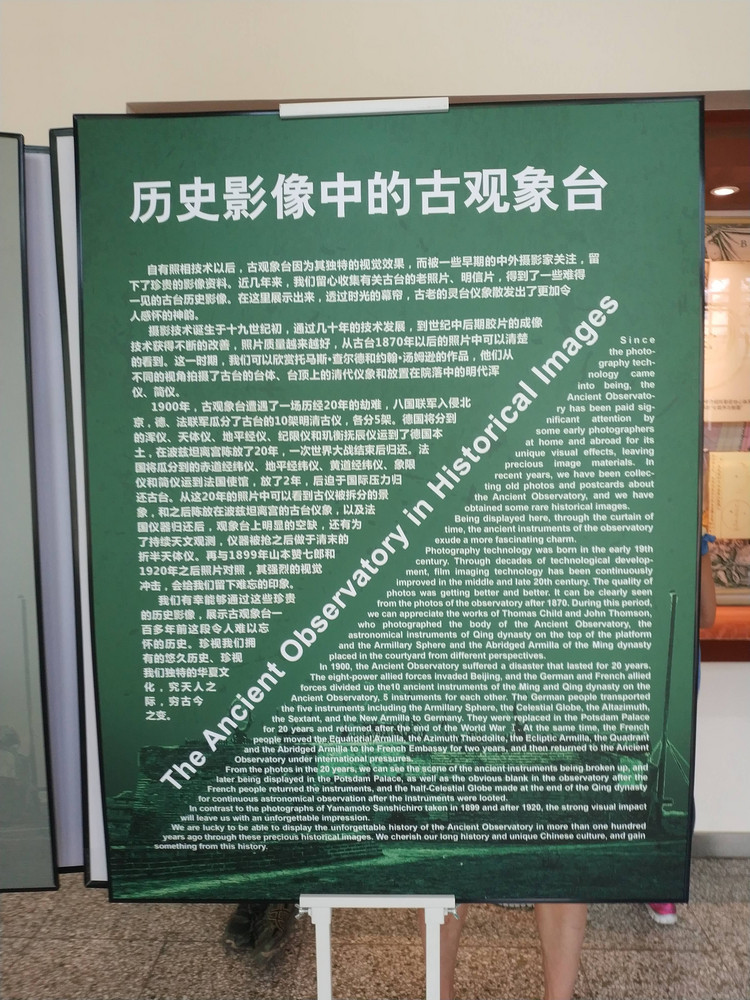 历史影像中的古观象台
自有照相技术以后，古观象台因为其独特的视觉效果，而被一些早期的中外摄影家关注，留
下了珍贵的影像资料。近几年来，我们留心收集有关古台的老照片、明信片，得到了一些难得
一见的古台历史影像。在这里展示出来，透过时光的幕帘，古老的灵台仪象散发出了更加令
人感怀的神韵。
摄影技术诞生于十九世纪初，通过几十年的技术发展，到世纪中后期胶片的成像
技术获得不断的改善，照片质量越来越好，从古台1870年以后的照片中可以清楚
的看到。这一时期，我们可以欣赏托马斯·查尔德和约翰·汤姆逊的作品，他们从
不同的视角拍摄了古台的台体、台顶上的清代仪象和放置在院落中的明代浑
仪、简仪。
1900年，古观象台遭遇了一场历经20年的劫难，八国联军入侵北
京，德、法联军瓜分了古台的10架明清古仪，各分5架。德国将分到
的浑仪、天体仪、地平经仪、纪限仪和玑衡抚辰仪运到了德国本
土，在波兹坦离宫陈放了20年，一次世界大战结束后归还。法
国将瓜分到的赤道经纬仪、地平经纬仪、黄道经纬仪、象限
仪和简仪运到法国使馆，放了2年，后迫于国际压力归
还古台。从这20年的照片中可以看到古仪被拆分的景
象，和之后陈放在波兹坦离宫的古台仪象，以及法
国仪器归还后，观象台上明显的空缺，还有为
了持续天文观测，仪器被抢之后做于清末的
折半天体仪。再与1899年山本赞七郎和
1920年之后照片对照，其强烈的视觉
冲击，会给我们留下难忘的印象。
我们有幸能够通过这些珍贵
的历史影像，展示古观象台一
百多年前这段令人难以忘
怀的历史。珍视我们拥
有的悠久历史、珍视
我们独特的华夏文
化，究天人之
际，穷古今
之变。
The Ancient Observatory in Historical Images
Since
the photo-
graphy tech-
nology came
into being, the
Ancient Observato-
ry has been paid sig-
nificant attention by
some early photographers
at home and abroad for its
unique visual effects, leaving
precious image materials. In
recent years, we have been collec-
ting old photos and postcards about
the Ancient Observatory, and we have
obtained some rare historical images.
Being displayed here, through the curtain of
time, the ancient instruments of the observatory
exude a more fascinating charm.
Photography technology was born in the early 19th
century. Through decades of technological develop-
ment, film imaging technology has been continuously
improved in the middle and late 20th century. The quality of
photos was getting better and better. It can be clearly seen
from the photos of the observatory after 1870. During this period,
we can appreciate the works of Thomas Child and John Thomson,
who photographed the body of the Ancient Observatory, the
astronomical instruments of Qing dynasty on the top of the platform
and the Armillary Sphere and the Abridged Armilla of the Ming dynasty
placed in the courtyard from different perspectives.
In 1900, the Ancient Observatory suffered a disaster that lasted for 20 years.
The eight-power allied forces invaded Beijing, and the German and French allied
forces divided up the10 ancient instruments of the Ming and Qing dynasty on the
Ancient Observatory, 5 instruments for each other. The German people transported
the five instruments including the Armillary Sphere, the Celestial Globe, the Altazimuth,
the Sextant, and the New Armilla to Germany. They were placed in the Potsdam Palace
for 20 years and returned after the end of the World War I. At the same time, the French
people moved the Equatorial Armilla, the Azimuth Theodolite, the Ecliptic Armilla, the Quadrant
and the Abridged Armilla to the French Embassy for two years, and then returned to the Ancient
Observatory under international pressures.
From the photos in the 20 years, we can see the scene of the ancient instruments being broken up, and
later being displayed in the Potsdam Palace, as well as the obvious blank in the observatory after the
French people returned the instruments, and the half-Celestial Globe made at the end of the Qing dynasty
for continuous astronomical observation after the instruments were looted.
In contrast to the photographs of Yamamoto Sanshichiro taken in 1899 and after 1920, the strong visual impact
will leave us with an unforgettable impression.
We are lucky to be able to display the unforgettable history of the Ancient Observatory in more than one hundred
years ago through these precious historical images. We cherish our long history and unique Chinese culture, and gain
something from this history.